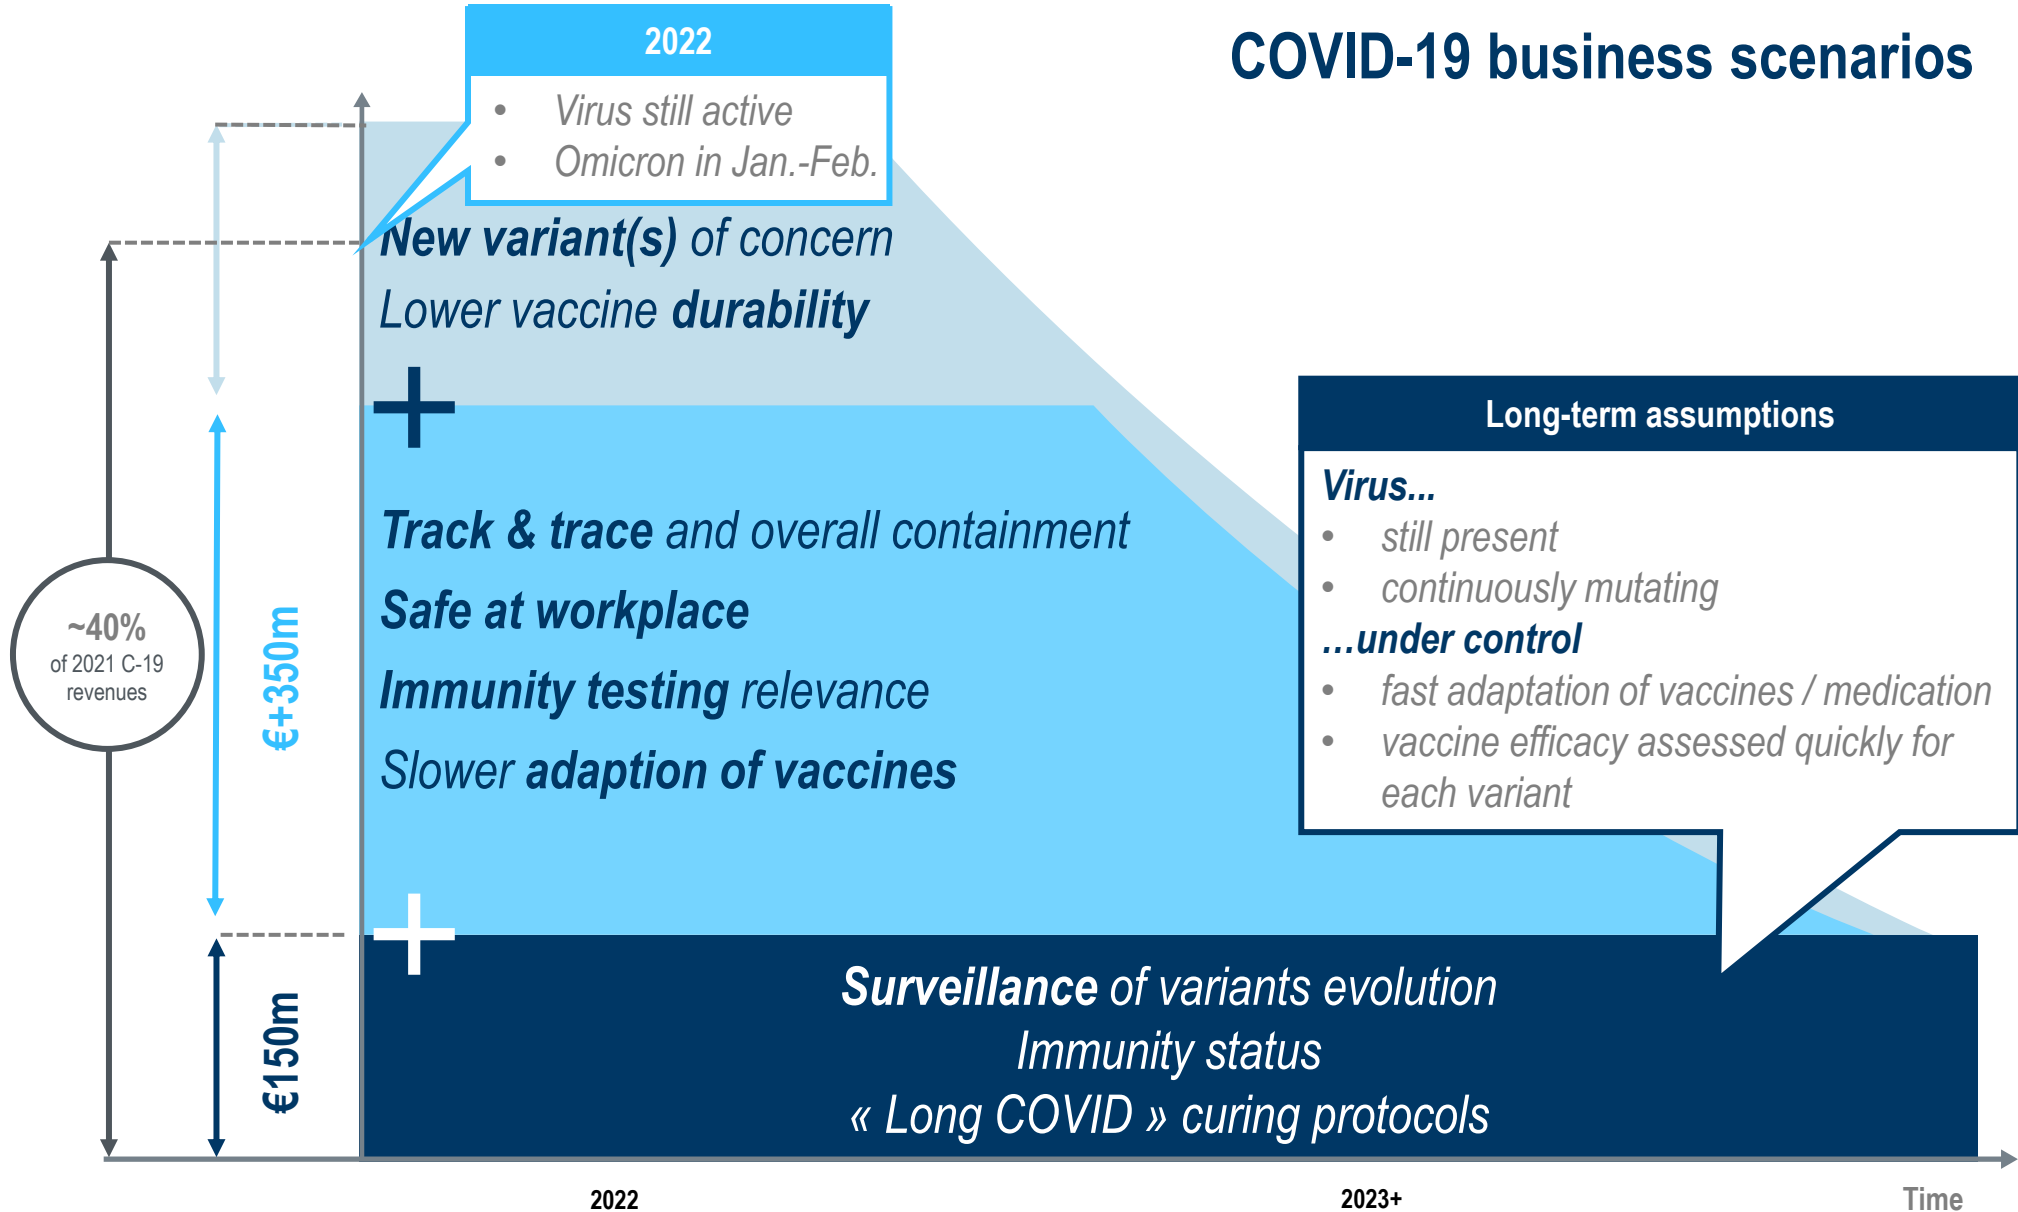 COVID-19 business scenarios
2022
• Virus still active
• Omicron in Jan.-Feb.
New variant(s) of concern
Lower vaccine durability
Track & trace and overall containment
Safe at workplace
Immunity testing relevance
Slower adaption of vaccines
~40%
of 2021 C-19
revenues
€+350m
€150m
Long-term assumptions
Virus...
• still present
• continuously mutating
...under control
• fast adaptation of vaccines / medication
• vaccine efficacy assessed quickly for
each variant
Surveillance of variants evolution
Immunity status
« Long COVID » curing protocols
2022
2023+
Time